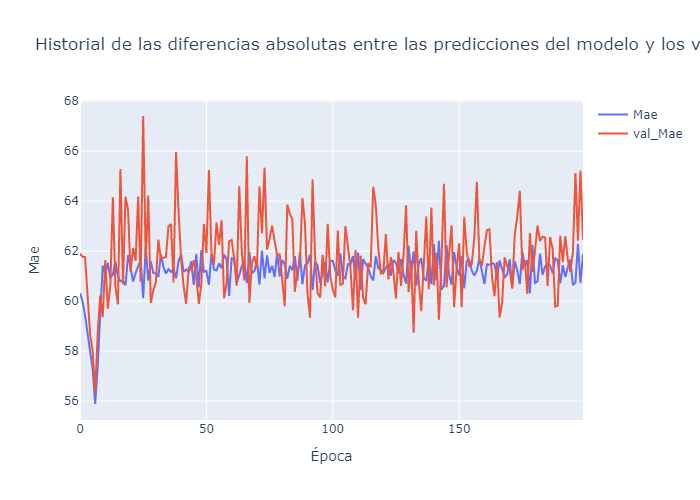 Historial de las diferencias absolutas entre las predicciones del modelo y los v
68
66
64
62
60
58
56
Mae
0
50
100
150
Época
Mae
val_Mae